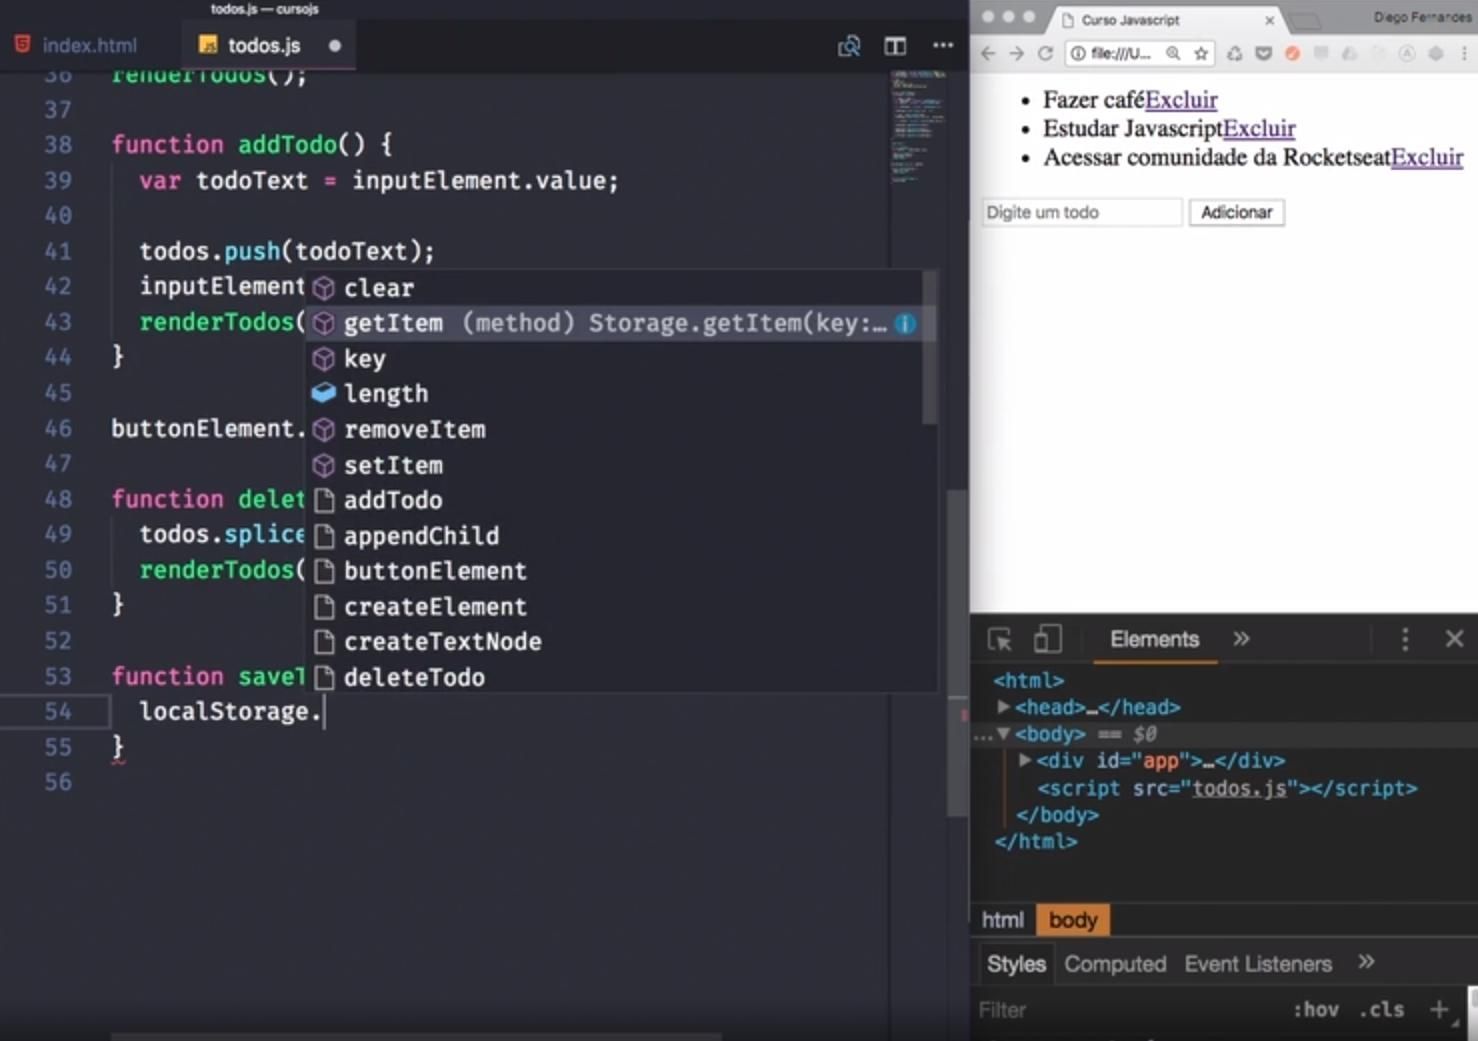 todos.js — cursojs
index.html
todos.js
36 renderTodos();
37
38 function addTodo() {
39 var todoText = inputElement.value;
40
41 todos.push(todoText);
42 inputElement
43 renderTodos(
44 }
45
46 buttonElement.
47
48 function delet
49 todos.splice
50 renderTodos(
51 }
52
53 function saveT
54 localStorage.
55 }
56
clear
getItem (method) Storage.getItem(key:…
key
length
removeItem
setItem
addTodo
appendChild
buttonElement
createElement
createTextNode
deleteTodo
Curso Javascript
Diego Fernandes
file:///U...
Fazer caféExcluir
Estudar JavascriptExcluir
Acessar comunidade da RocketseatExcluir
Digite um todo
Adicionar
Elements »
<html>
<head>…</head>
...<body> == $0
<div id="app">…</div>
<script src="todos.js"></script>
</body>
</html>
html body
Styles Computed Event Listeners »
Filter :hov .cls +